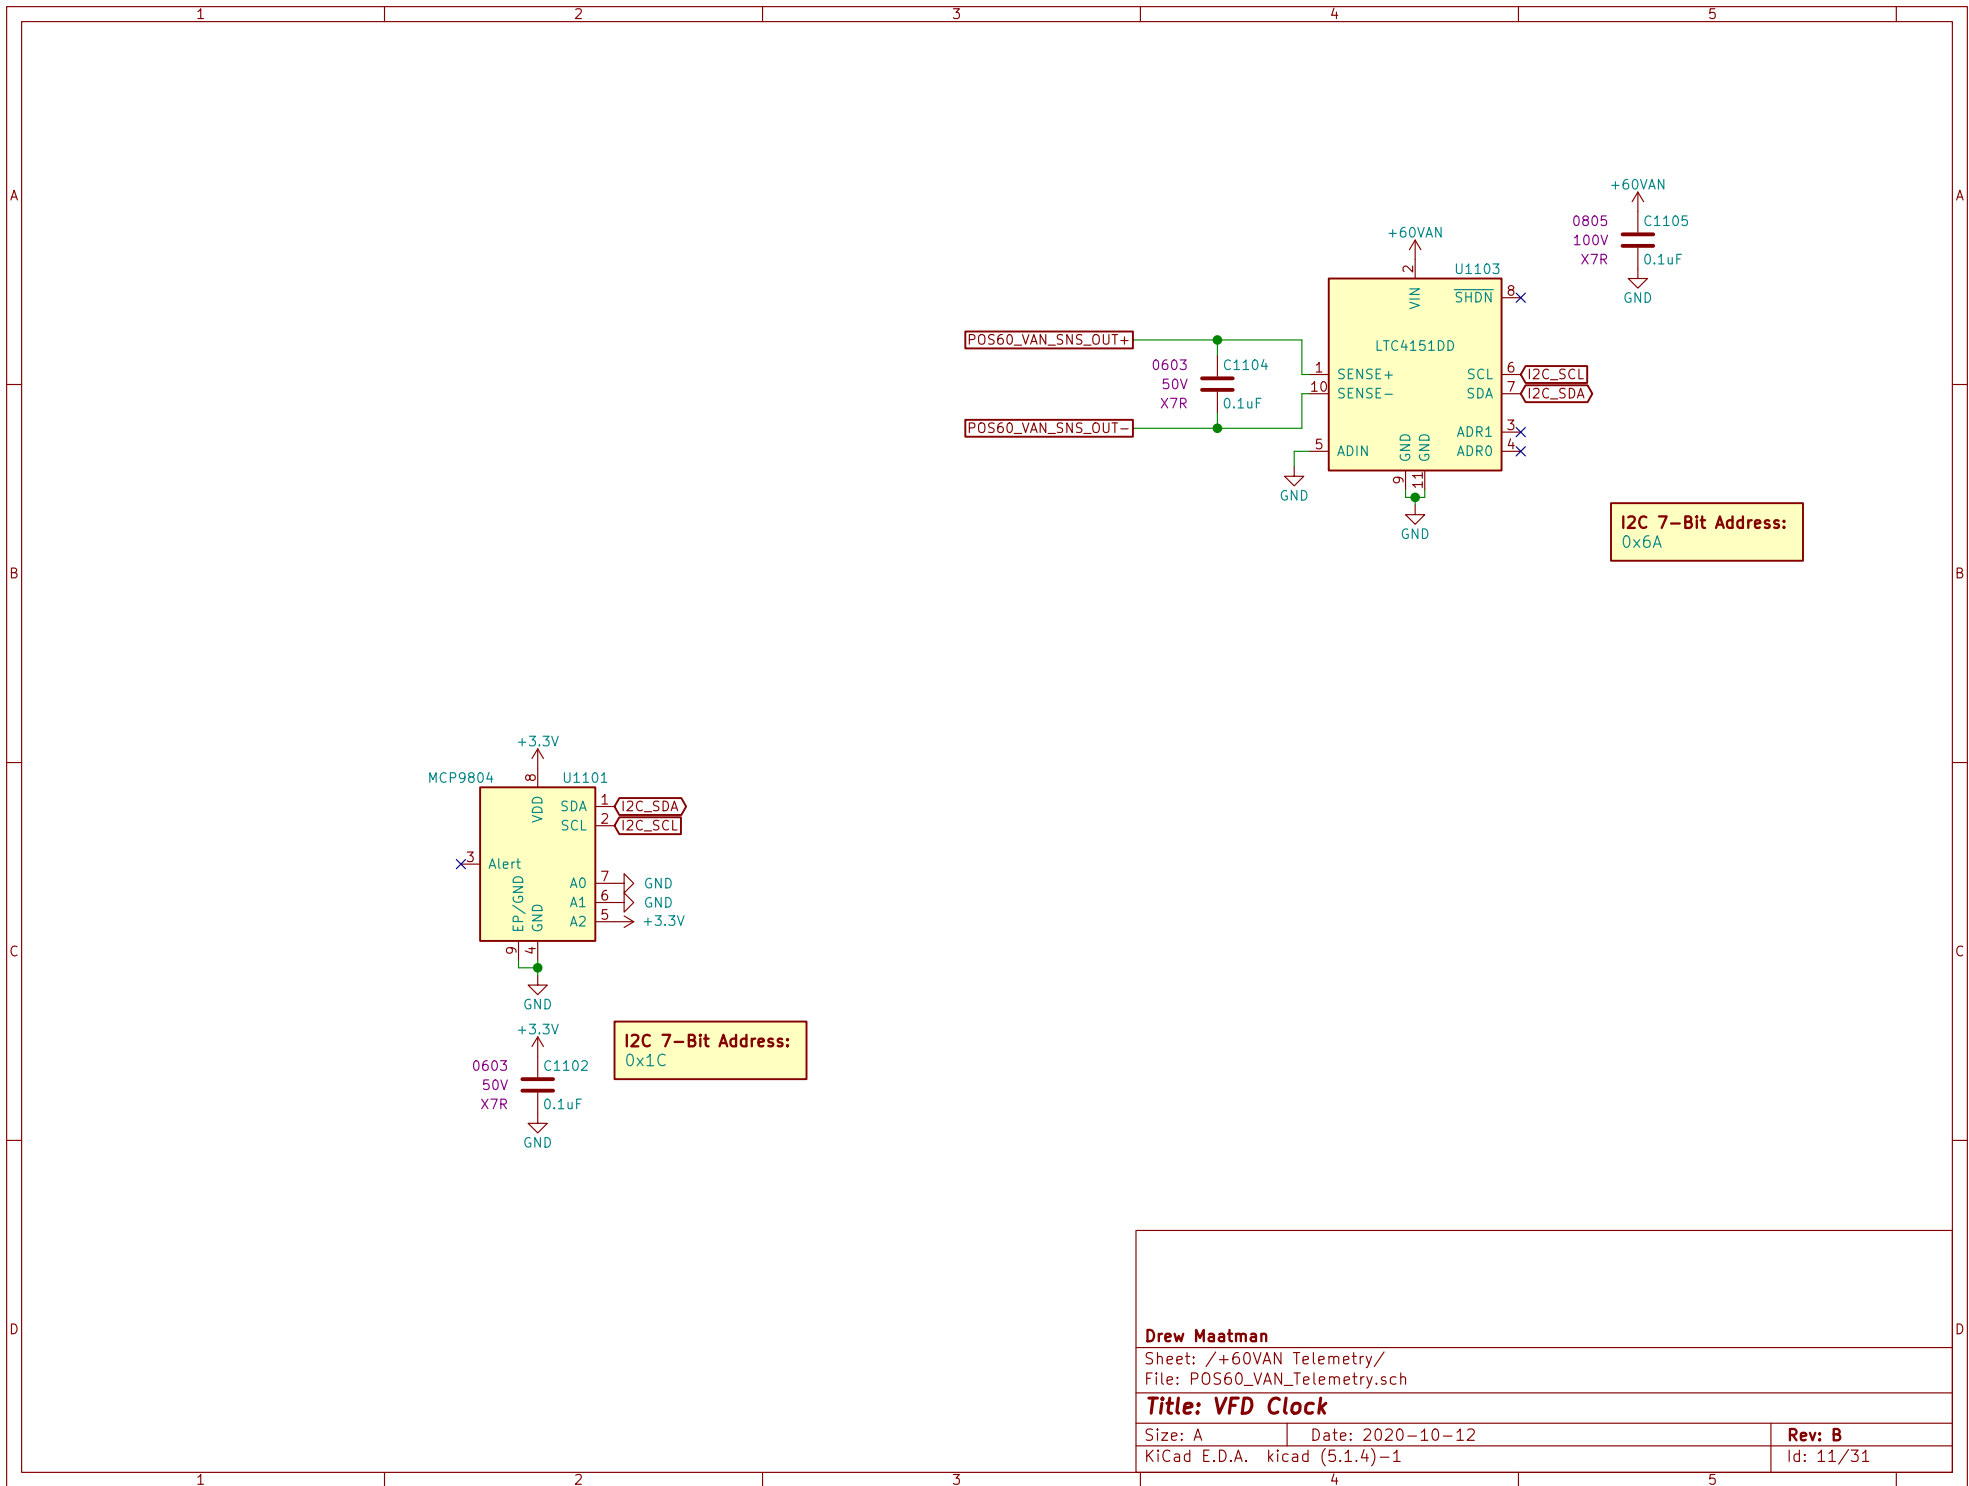 1 2 3 4 5
A
A
+60VAN
0805
100V
X7R
C1105
0.1uF
GND
+60VAN
2
U1103
VIN
SHDN
8
LTC4151DD
POS60_VAN_SNS_OUT+
0603
50V
X7R
C1104
0.1uF
POS60_VAN_SNS_OUT-
1
SENSE+
10
SENSE-
5
ADIN
GND
SCL
6
I2C_SCL
SDA
7
I2C_SDA
ADR1
3
ADR0
4
GND
GND
9
11
GND
I2C 7-Bit Address:
0x6A
B
B
+3.3V
8
MCP9804
U1101
VDD
SDA
1
I2C_SDA
SCL
2
I2C_SCL
3
Alert
A0
7
GND
A1
6
GND
A2
5
+3.3V
EP/GND
GND
9
4
GND
C
C
I2C 7-Bit Address:
0x1C
+3.3V
0603
50V
X7R
C1102
0.1uF
GND
D
D
Drew Maatman
Sheet: /+60VAN Telemetry/
File: POS60_VAN_Telemetry.sch
Title: VFD Clock
Size: A
Date: 2020-10-12
Rev: B
KiCad E.D.A. kicad (5.1.4)-1
Id: 11/31
1 2 3 4 5